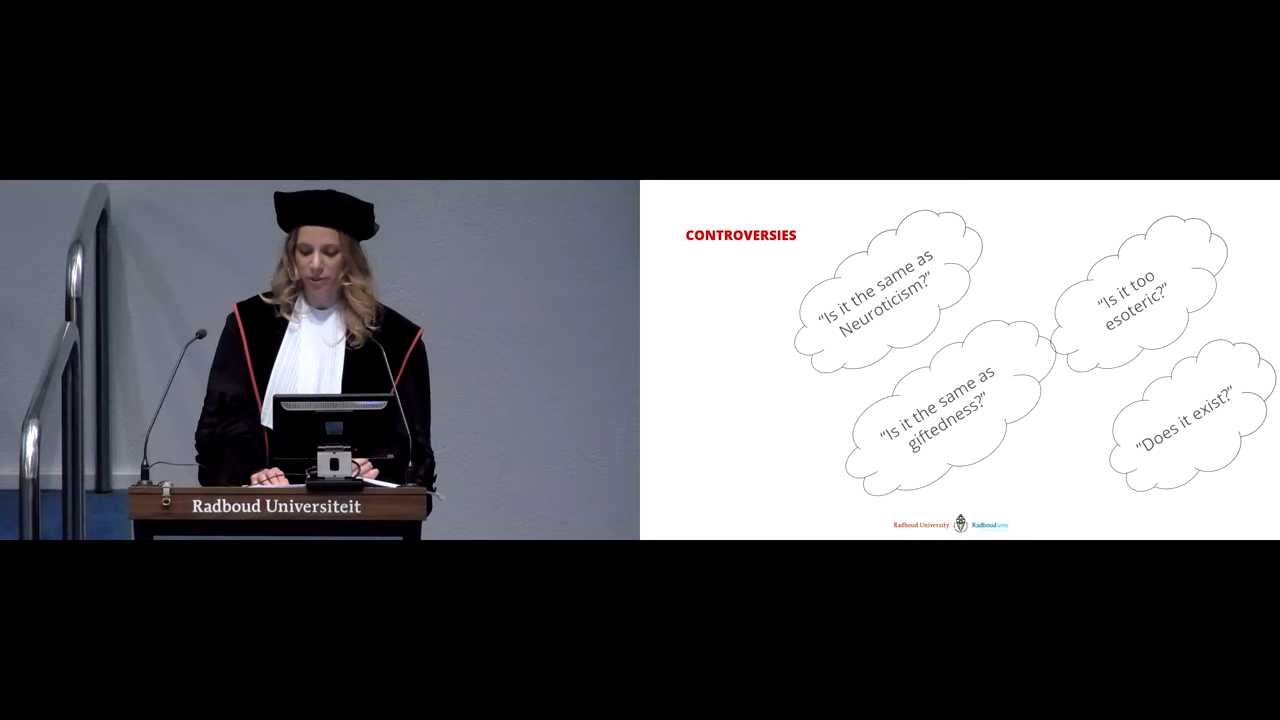 Radboud Universiteit
CONTROVERSIES
“Is it the same as
Neuroticism?”
“Is it too
esoteric?”
“Is it the same as
giftedness?”
“Does it exist?”
Radboud University
Radboudumc